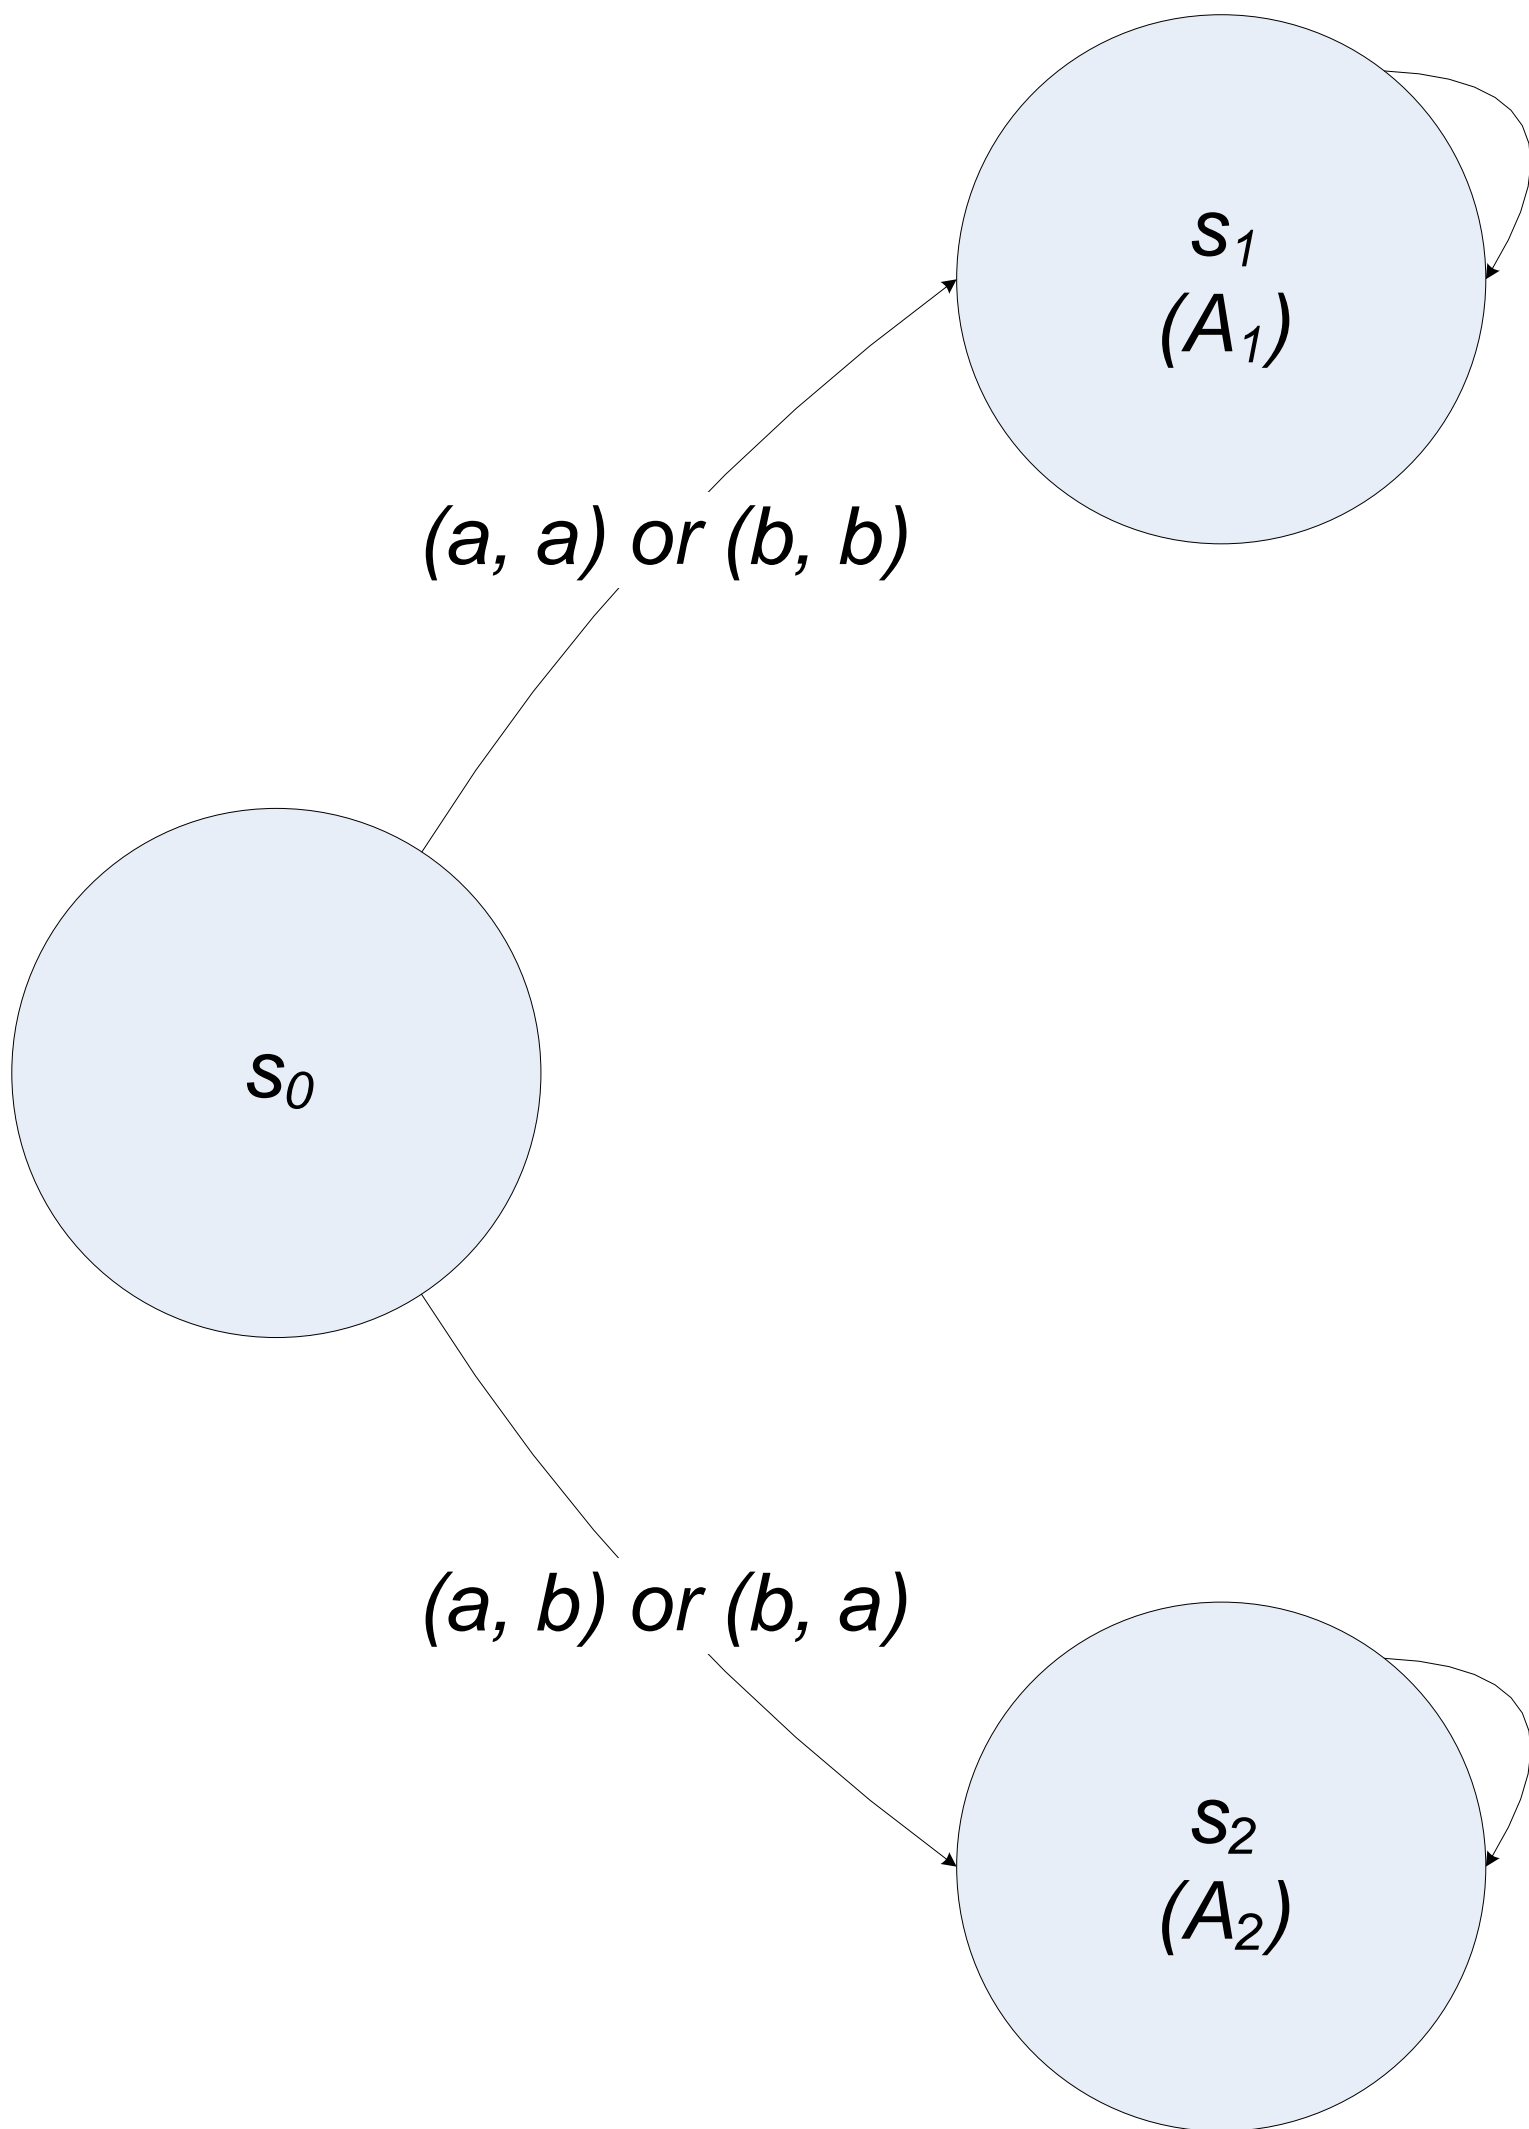 s₁
(A₁)
(a, a) or (b, b)
s₀
(a, b) or (b, a)
s₂
(A₂)